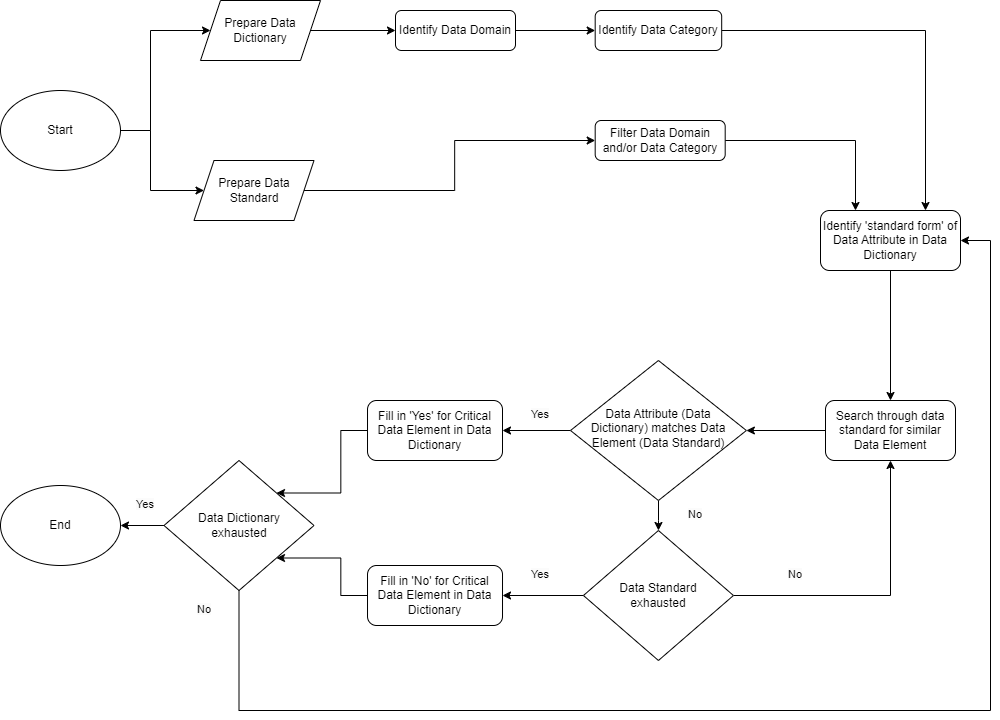 Prepare Data
Dictionary
Identify Data Domain
Identify Data Category
Start
Filter Data Domain
and/or Data Category
Prepare Data
Standard
Identify 'standard form' of
Data Attribute in Data
Dictionary
Fill in 'Yes' for Critical
Data Element in Data
Dictionary
Yes
Data Attribute (Data
Dictionary) matches Data
Element (Data Standard)
Search through data
standard for similar
Data Element
End
Yes
Data Dictionary
exhausted
No
No
Fill in 'No' for Critical
Data Element in Data
Dictionary
Yes
Data Standard
exhausted
No